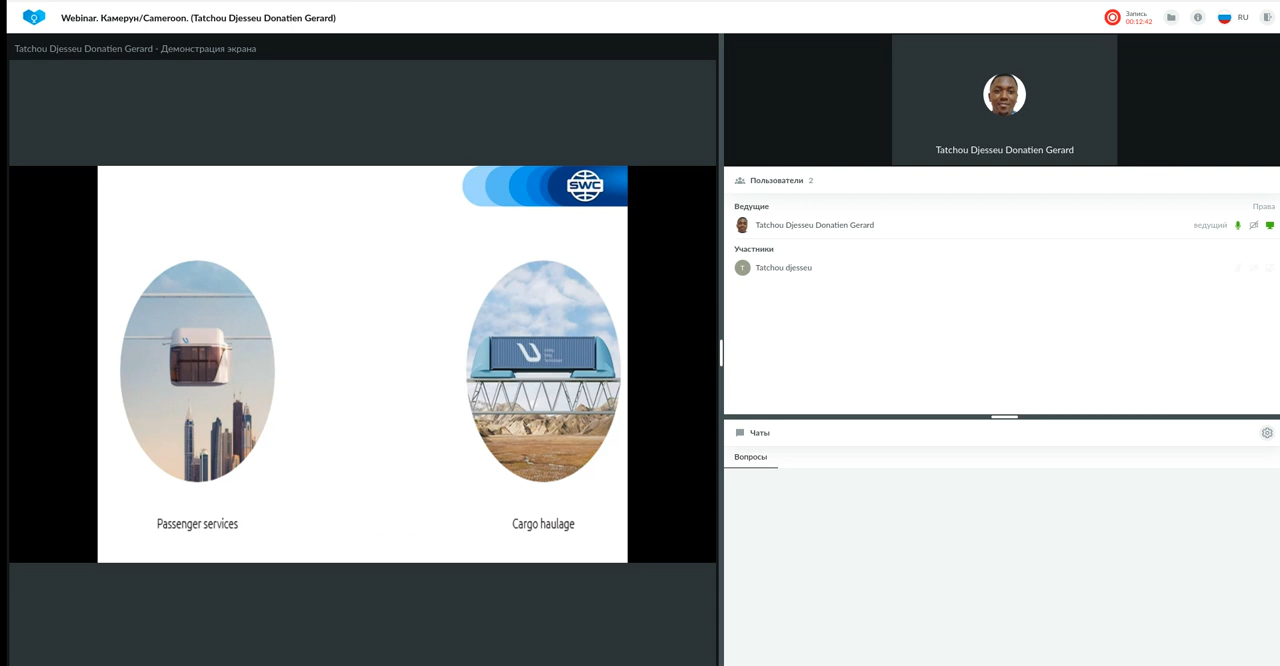 Webinar. Камерун/Cameroon. (Tatchou Djesseu Donatien Gerard)
Запись
00:12:42
RU
Tatchou Djesseu Donatien Gerard - Демонстрация экрана
SWC
Passenger services
Cargo haulage
Tatchou Djesseu Donatien Gerard
Пользователи 2
Ведущие
Права
Tatchou Djesseu Donatien Gerard
ведущий
Участники
T
Tatchou djesseu
Чаты
Вопросы